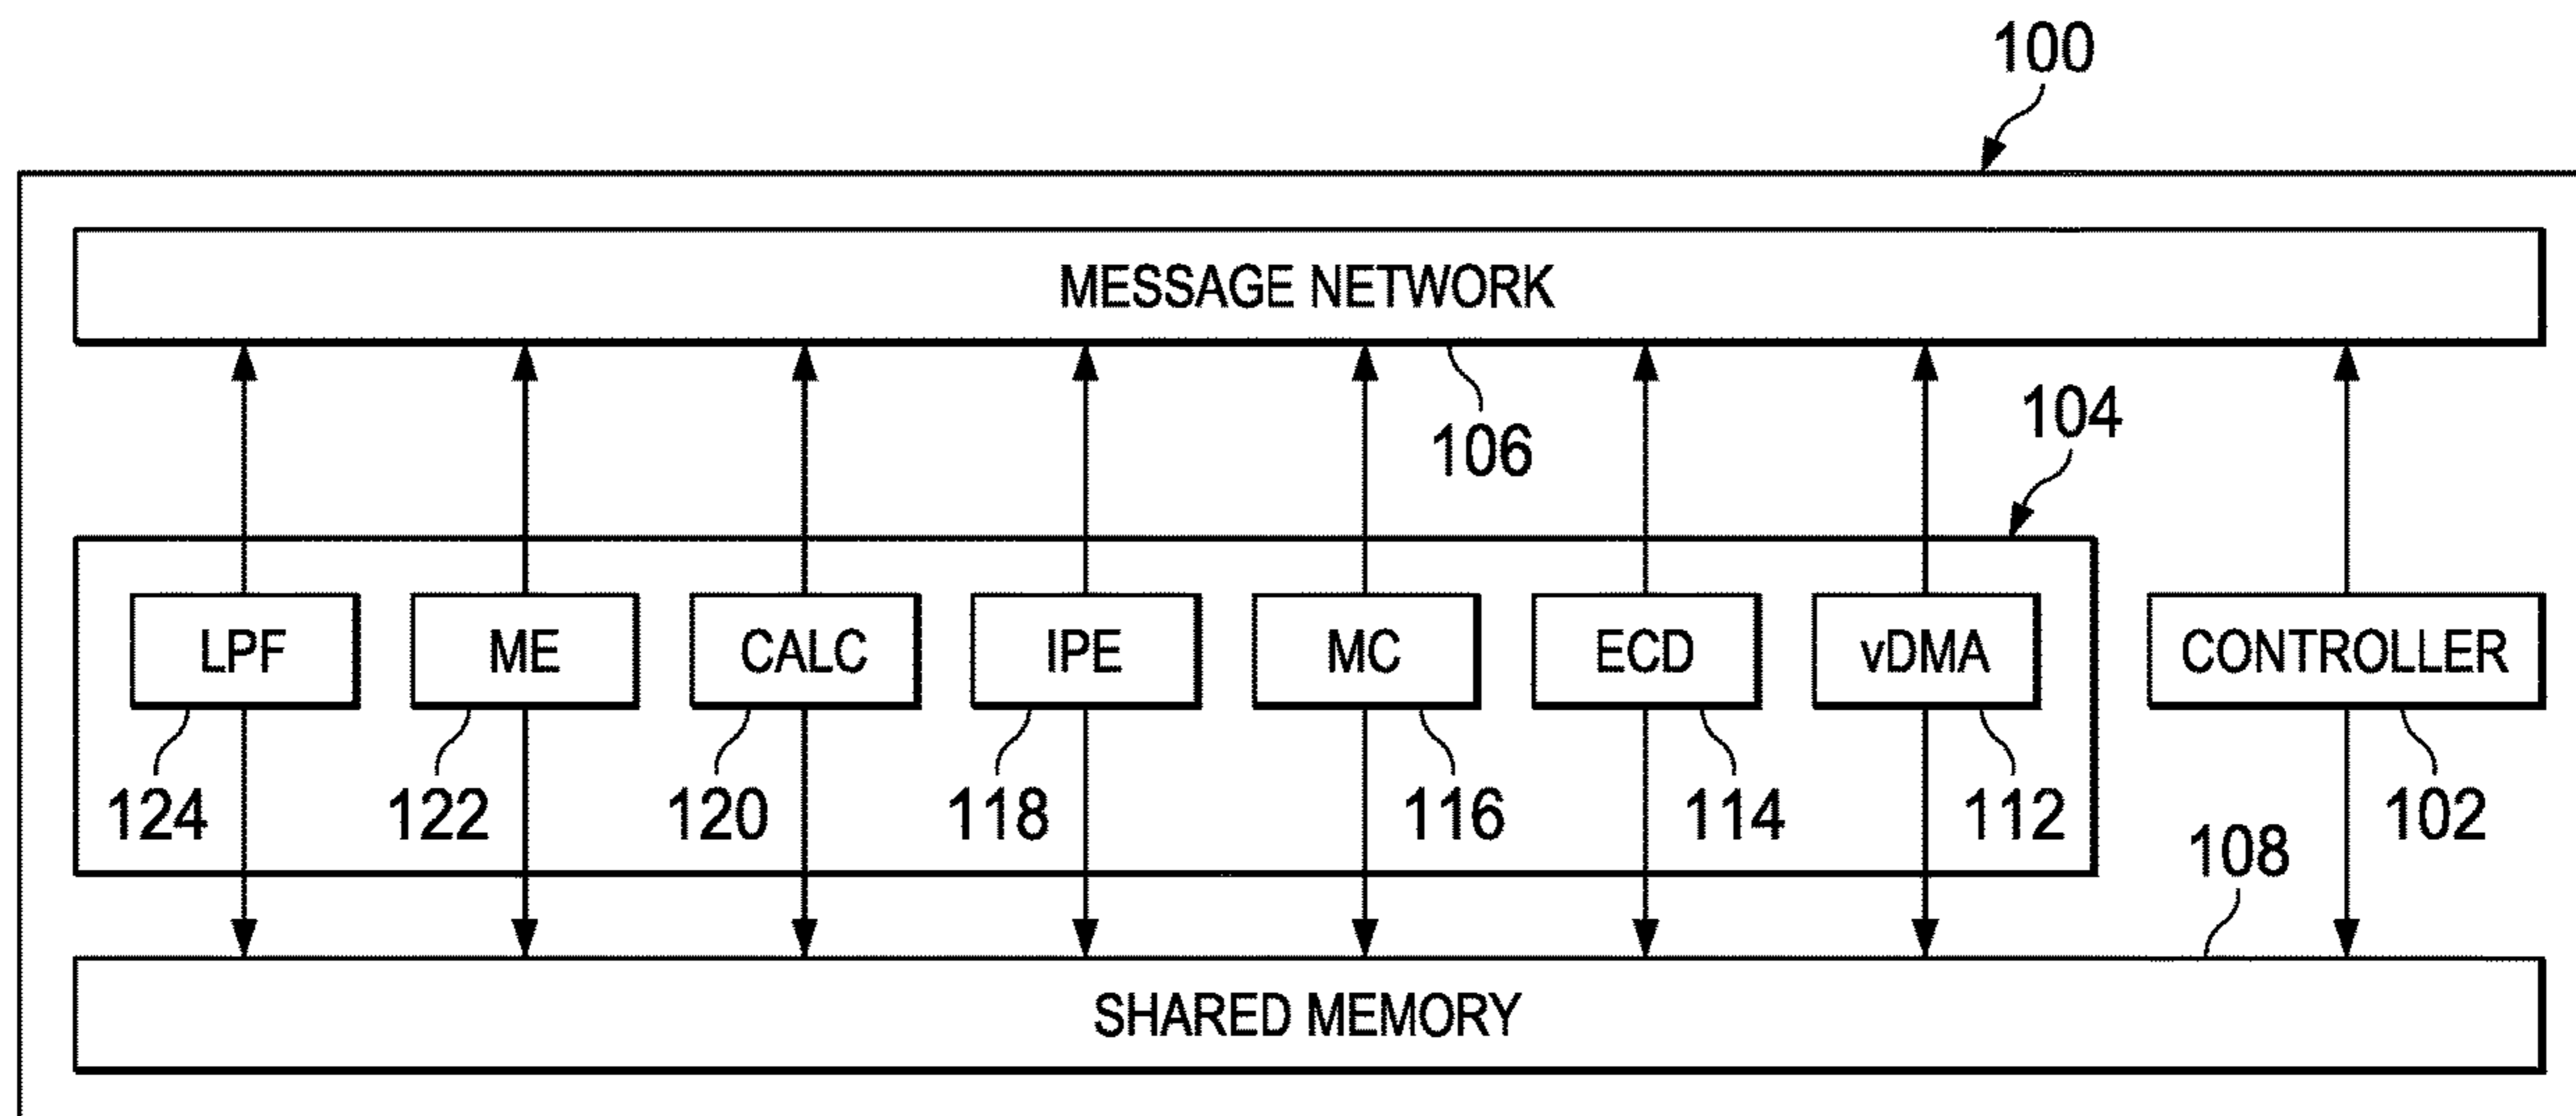 100
MESSAGE NETWORK
106
104
LPF ME CALC IPE MC ECD vDMA CONTROLLER
124 122 120 118 116 114 112 102
108
SHARED MEMORY